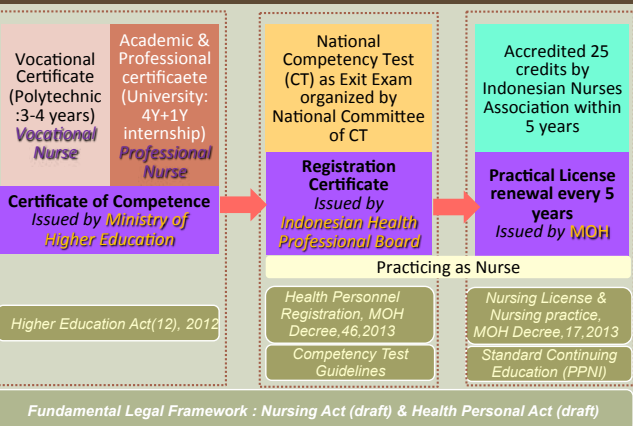 Vocational
Certificate
(Polytechnic
:3-4 years)
Vocational
Nurse
Academic &
Professional
certificaete
(University:
4Y+1Y
internship)
Professional
Nurse
Certificate of Competence
Issued by Ministry of
Higher Education
Higher Education Act(12), 2012
National
Competency Test
(CT) as Exit Exam
organized by
National Committee
of CT
Registration
Certificate
Issued by
Indonesian Health
Professional Board
Accredited 25
credits by
Indonesian Nurses
Association within
5 years
Practical License
renewal every 5
years
Issued by MOH
Practicing as Nurse
Health Personnel
Registration, MOH
Decree,46,2013
Competency Test
Guidelines
Nursing License &
Nursing practice,
MOH Decree,17,2013
Standard Continuing
Education (PPNI)
Fundamental Legal Framework : Nursing Act (draft) & Health Personal Act (draft)